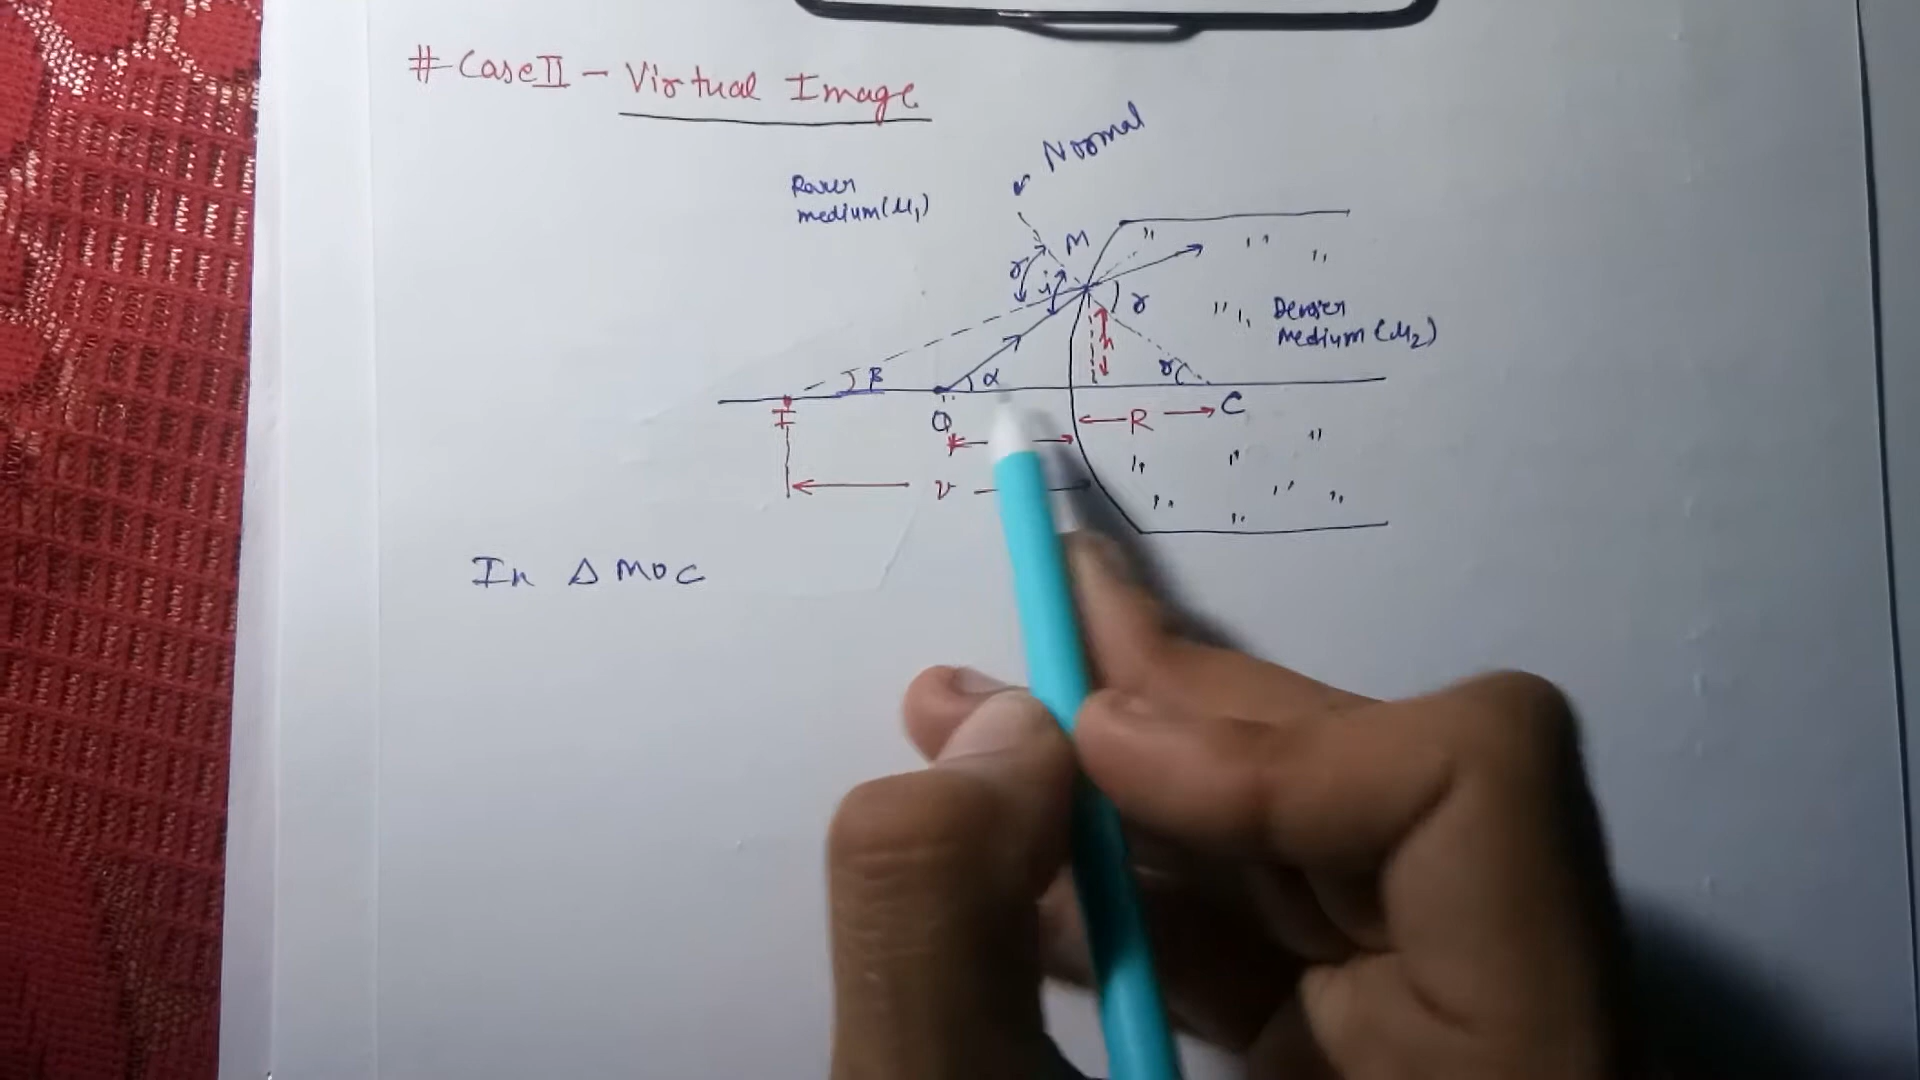 # Case II - Virtual Image
Normal
Rarer
medium (μ1)
M
r
i
r
h
Denser
medium (μ2)
β
α
r
I
O
R
C
v
In Δ MOC